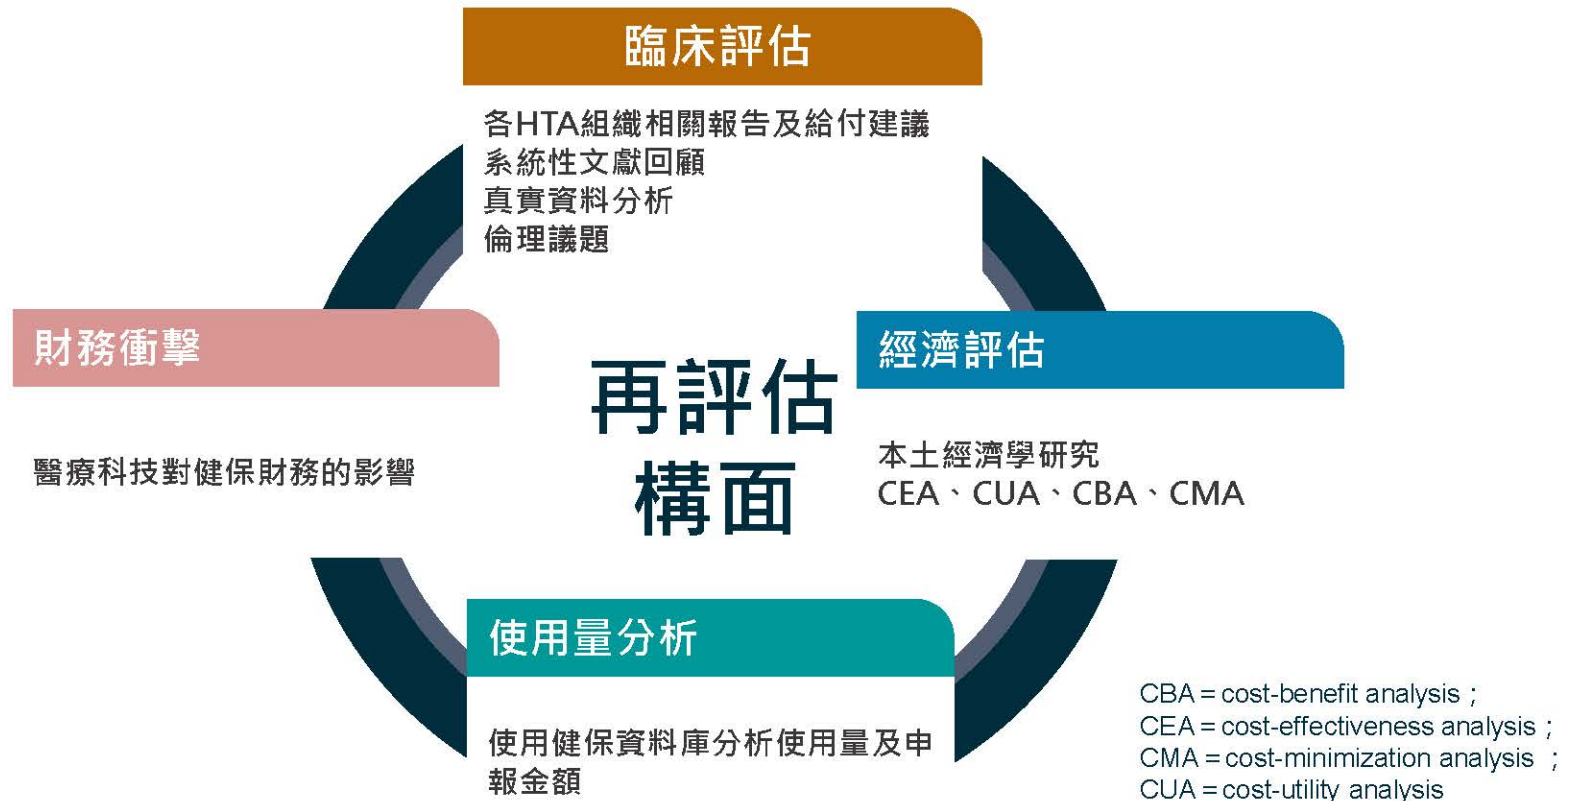 臨床評估
各HTA組織相關報告及給付建議
系統性文獻回顧
真實資料分析
倫理議題
財務衝擊
醫療科技對健保財務的影響
再評估
構面
經濟評估
本土經濟學研究
CEA、CUA、CBA、CMA
使用量分析
使用健保資料庫分析使用量及申
報金額
CBA = cost-benefit analysis；
CEA = cost-effectiveness analysis；
CMA = cost-minimization analysis ；
CUA = cost-utility analysis